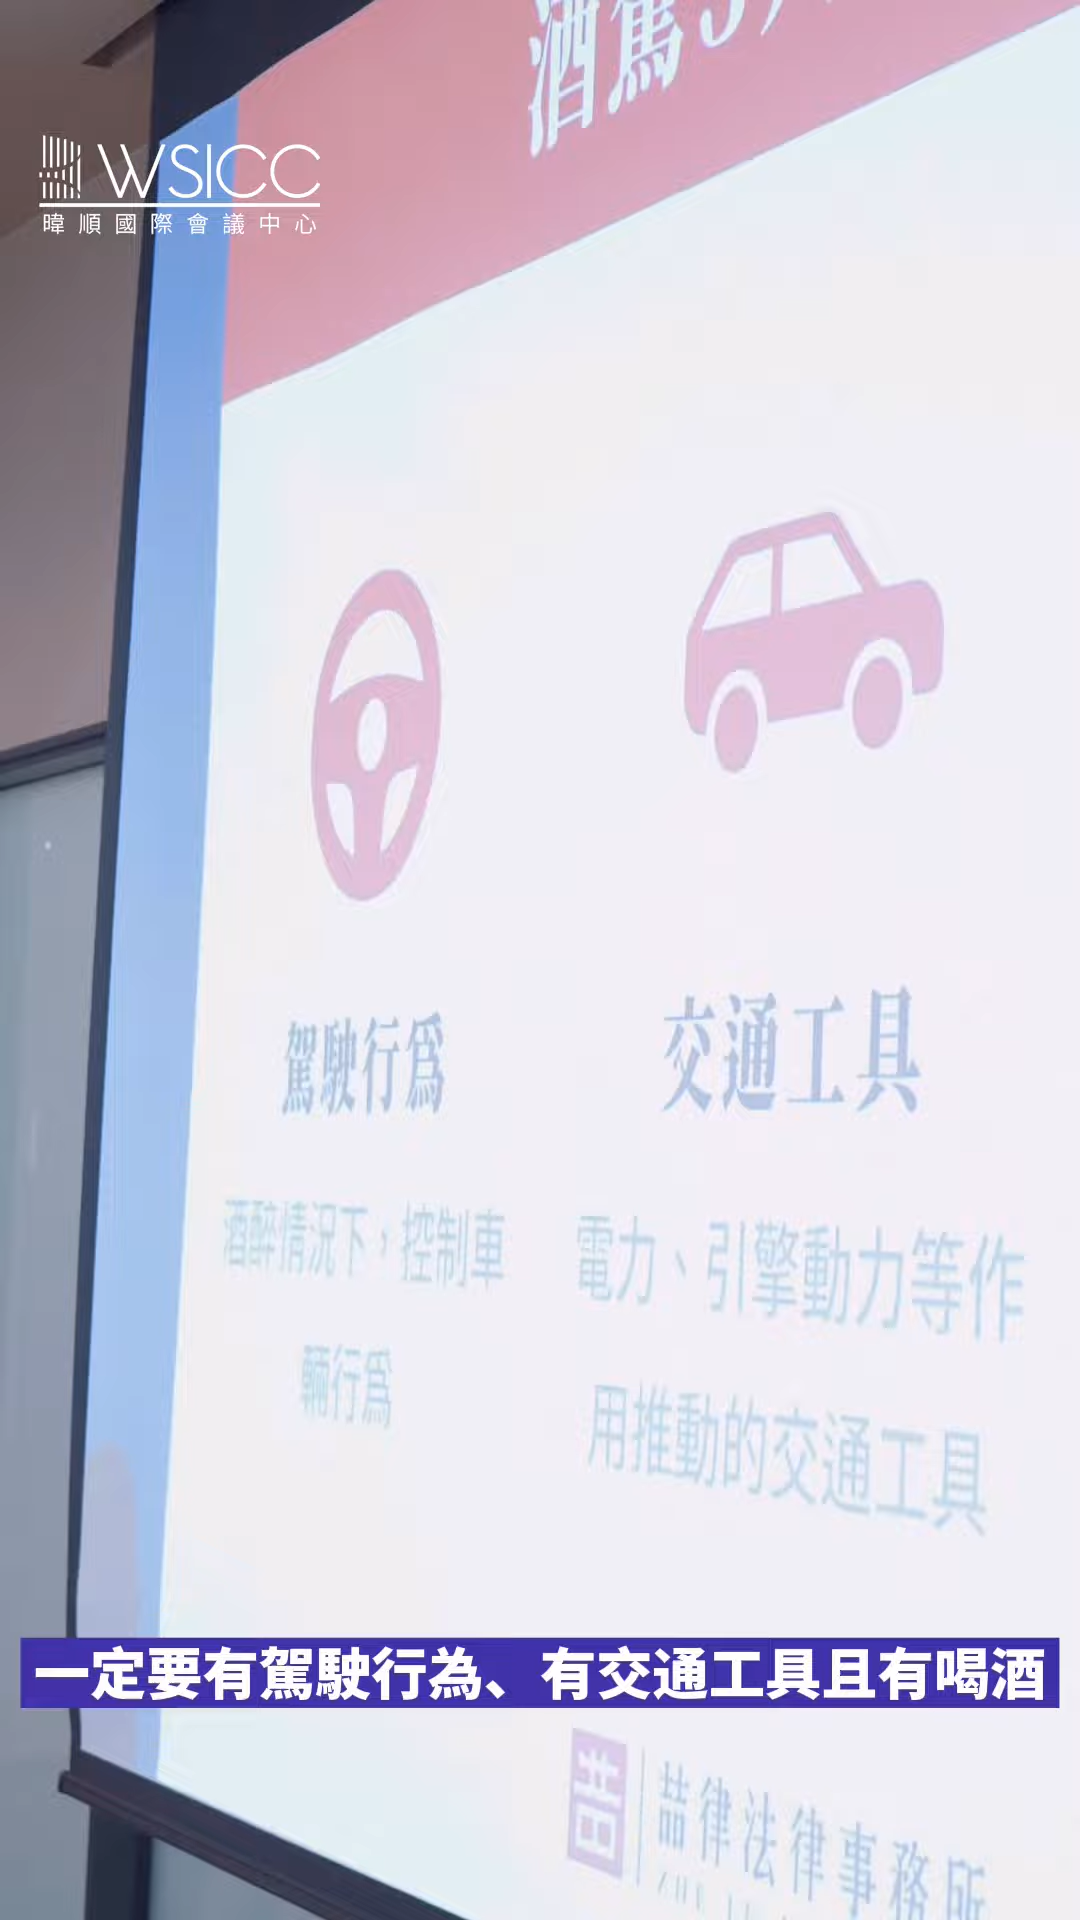 酒駕3
WSICC
暐順國際會議中心
駕駛行為
交通工具
酒醉情況下，控制車
輛行為
電力、引擎動力等作
用推動的交通工具
一定要有駕駛行為、有交通工具且有喝酒
喆律法律事務所